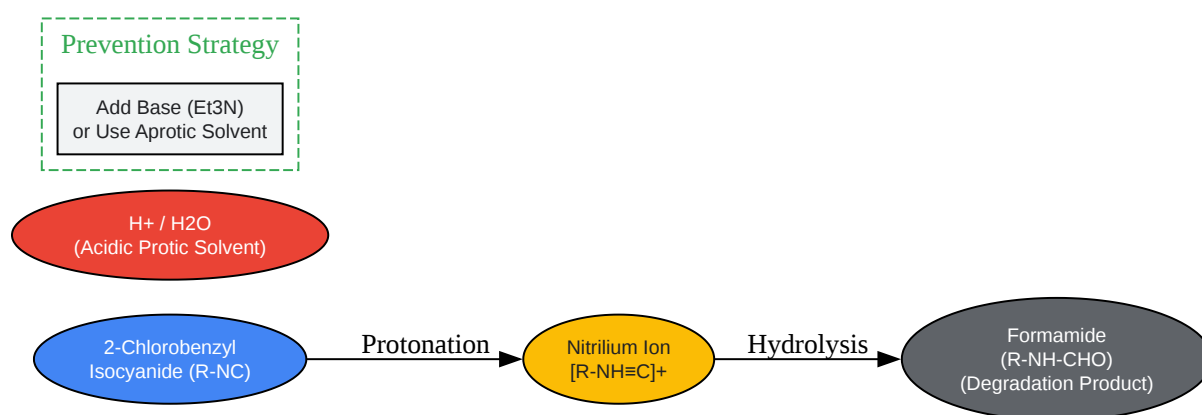 Prevention Strategy
Add Base (Et3N)
or Use Aprotic Solvent
H+ / H2O
(Acidic Protic Solvent)
2-Chlorobenzyl
Isocyanide (R-NC)
Protonation
Nitrilium Ion
[R-NH≡C]+
Hydrolysis
Formamide
(R-NH-CHO)
(Degradation Product)